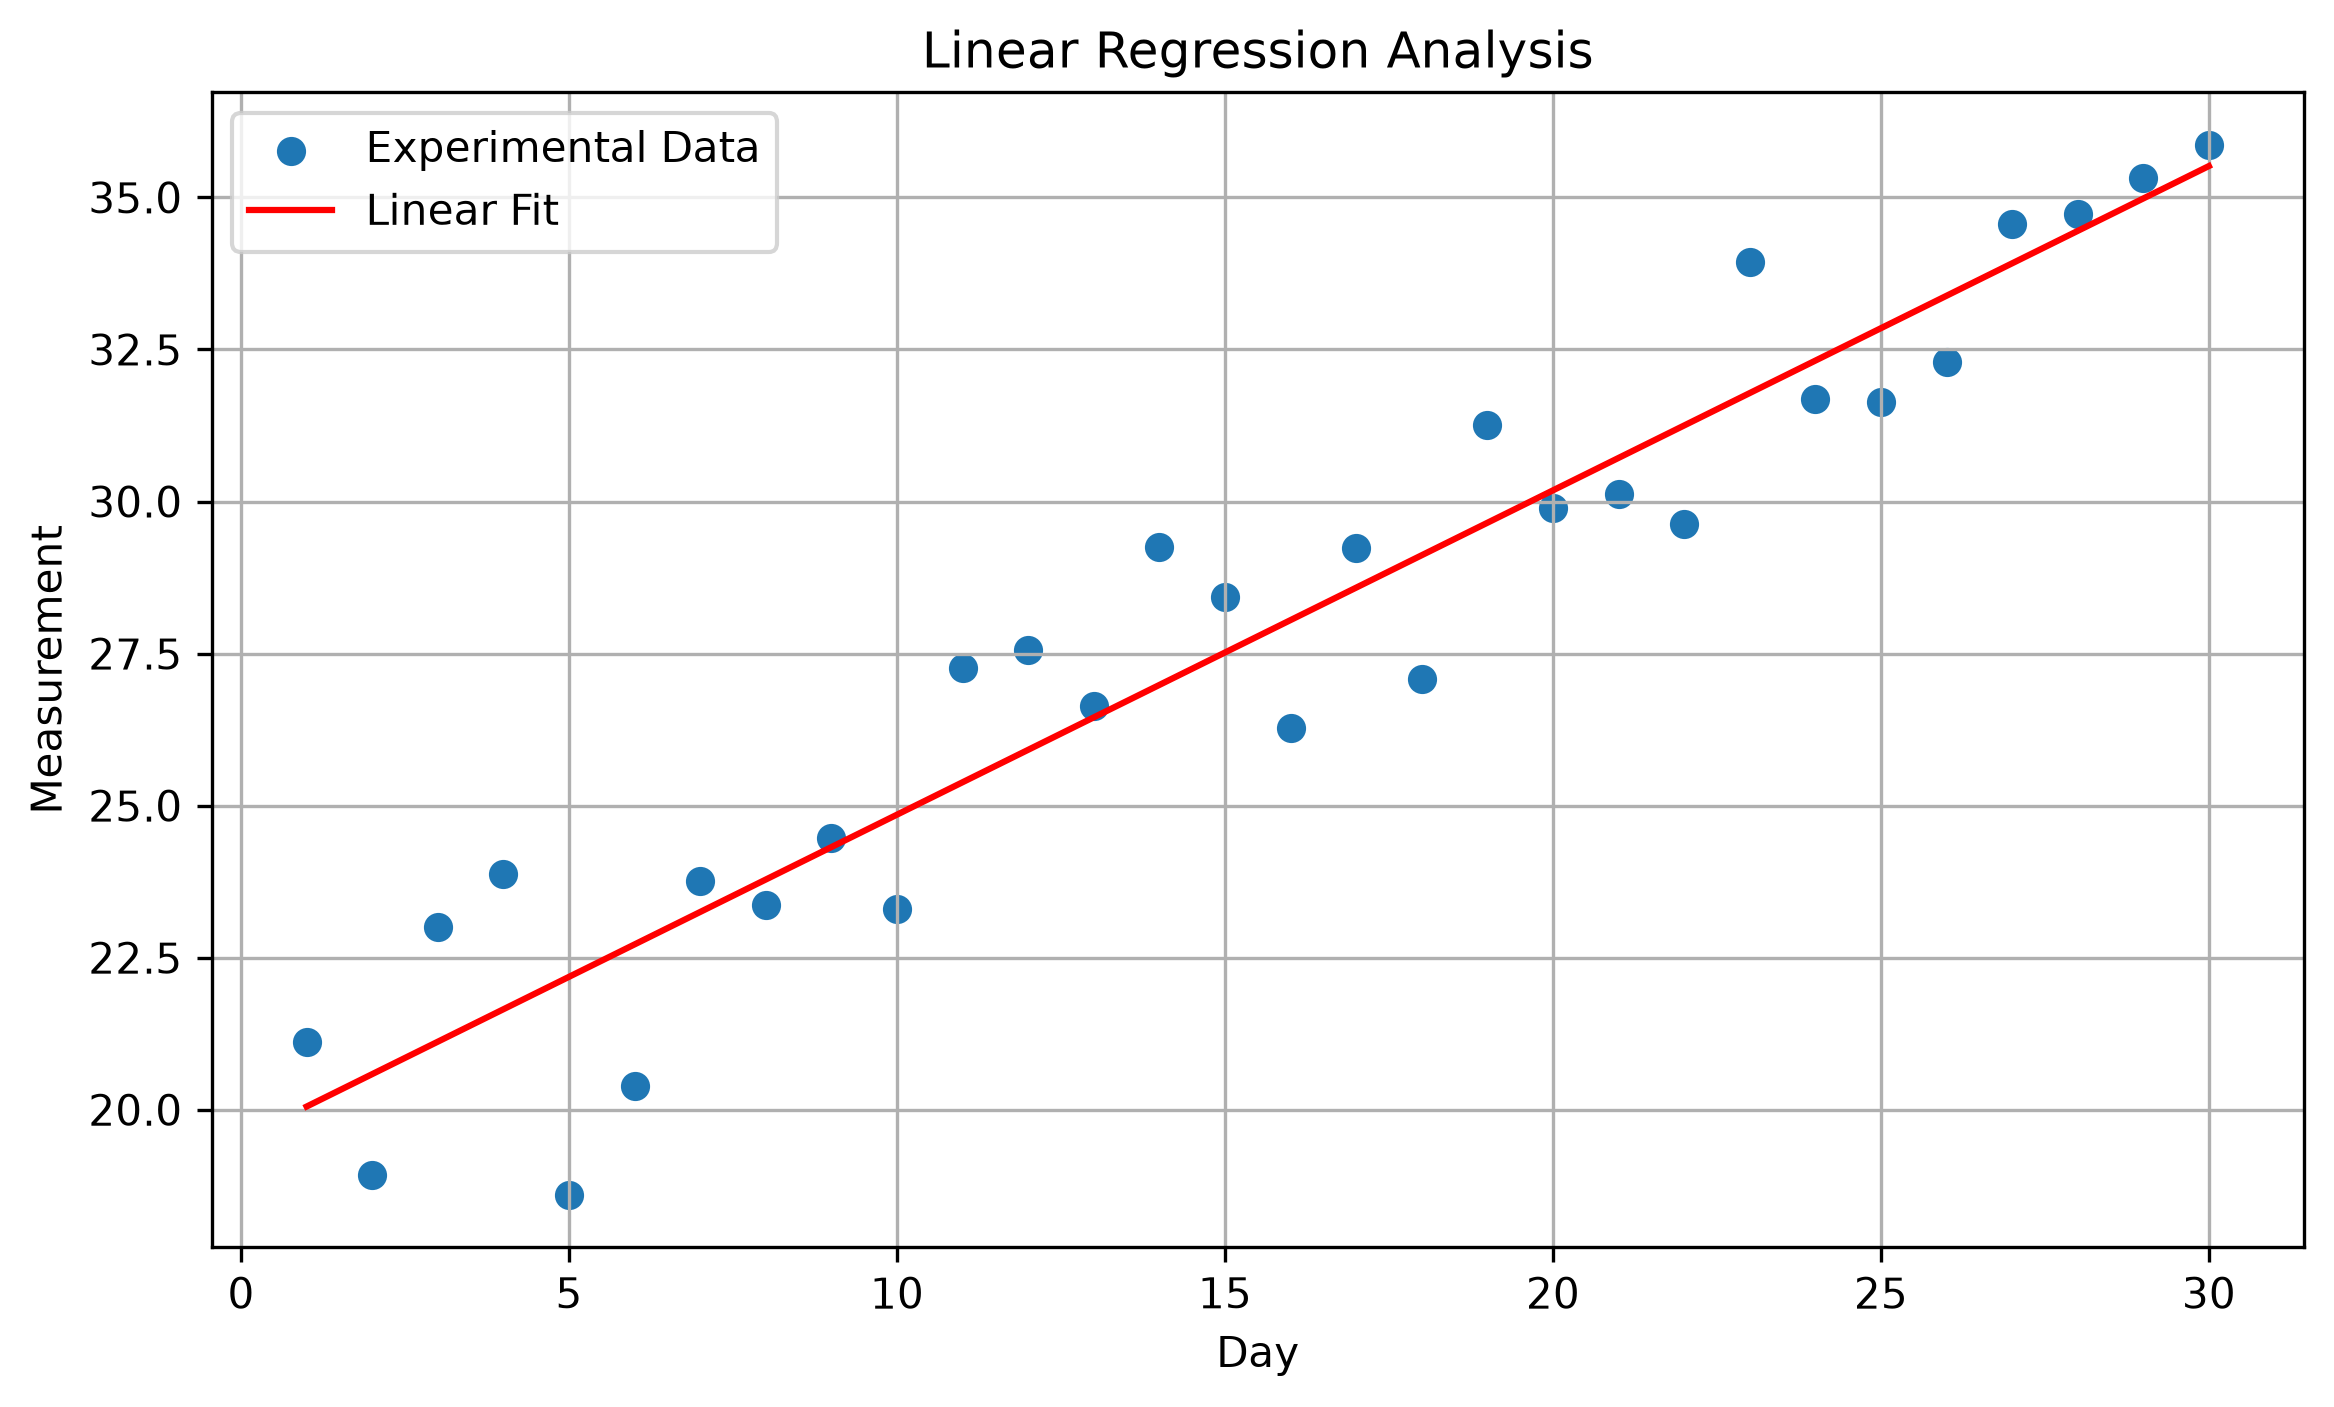 Linear Regression Analysis
Experimental Data
Linear Fit
35.0
32.5
30.0
27.5
25.0
22.5
20.0
Measurement
0 5 10 15 20 25 30
Day